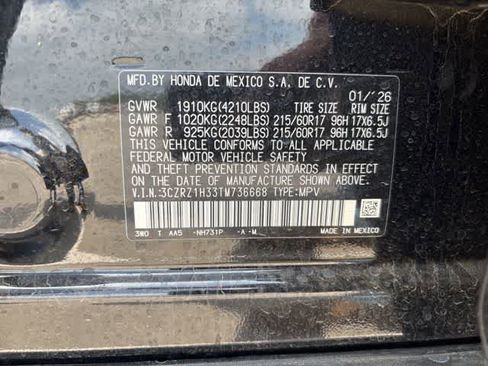 MFD.BY HONDA DE MEXICO S.A. DE C.V.
01/'26
GVWR 1910KG(4210LBS) TIRE SIZE RIM SIZE
GAWR F 1020KG(2248LBS) 215/60R17 96H 17X6.5J
GAWR R 925KG(2039LBS) 215/60R17 96H 17X6.5J
THIS VEHICLE CONFORMS TO ALL APPLICABLE
FEDERAL MOTOR VEHICLE SAFETY
AND THEFT PREVENTION STANDARDS IN EFFECT
ON THE DATE OF MANUFACTURE SHOWN ABOVE.
V.I.N.:3CZRZ1H33TM736668 TYPE:MPV
3W0 T AA5 -NH731P -A-M
MADE IN MEXICO